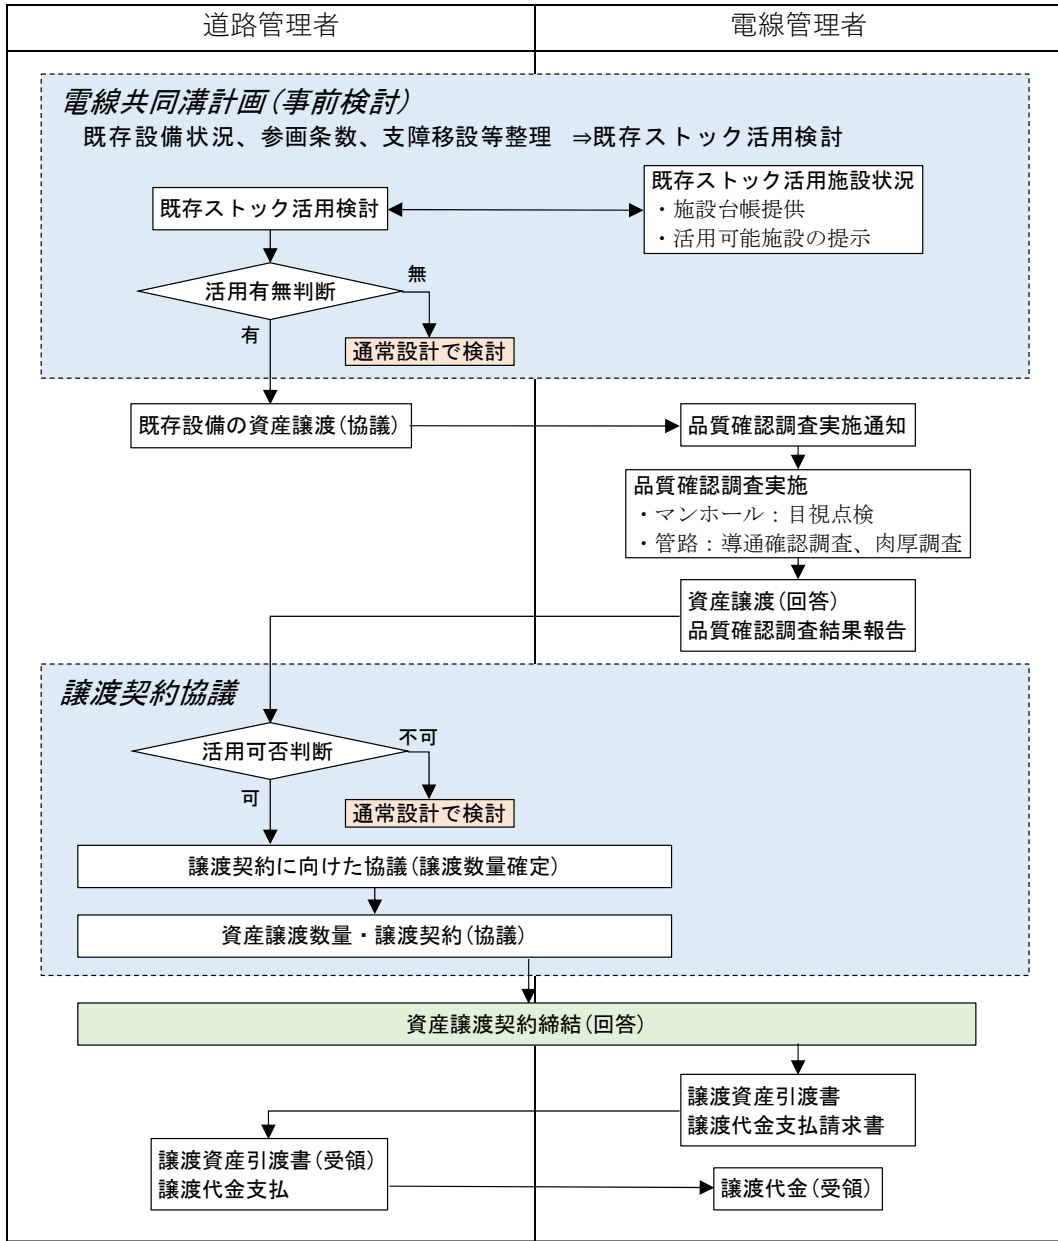 道路管理者
電線管理者
電線共同溝計画(事前検討)
既存設備状況、参画条数、支障移設等整理 ⇒既存ストック活用検討
既存ストック活用検討
既存ストック活用施設状況
・施設台帳提供
・活用可能施設の提示
活用有無判断
無
有
通常設計で検討
既存設備の資産譲渡(協議)
品質確認調査実施通知
品質確認調査実施
・マンホール：目視点検
・管路：導通確認調査、肉厚調査
資産譲渡(回答)
品質確認調査結果報告
譲渡契約協議
活用可否判断
不可
可
通常設計で検討
譲渡契約に向けた協議(譲渡数量確定)
資産譲渡数量・譲渡契約(協議)
資産譲渡契約締結(回答)
譲渡資産引渡書
譲渡代金支払請求書
譲渡資産引渡書(受領)
譲渡代金支払
譲渡代金(受領)